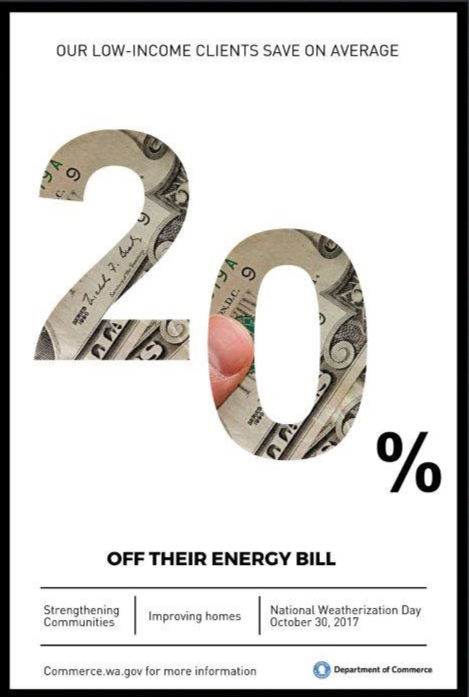 OUR LOW-INCOME CLIENTS SAVE ON AVERAGE
20
%
OFF THEIR ENERGY BILL
Strengthening
Communities
Improving homes
National Weatherization Day
October 30, 2017
Commerce.wa.gov for more information
Department of Commerce